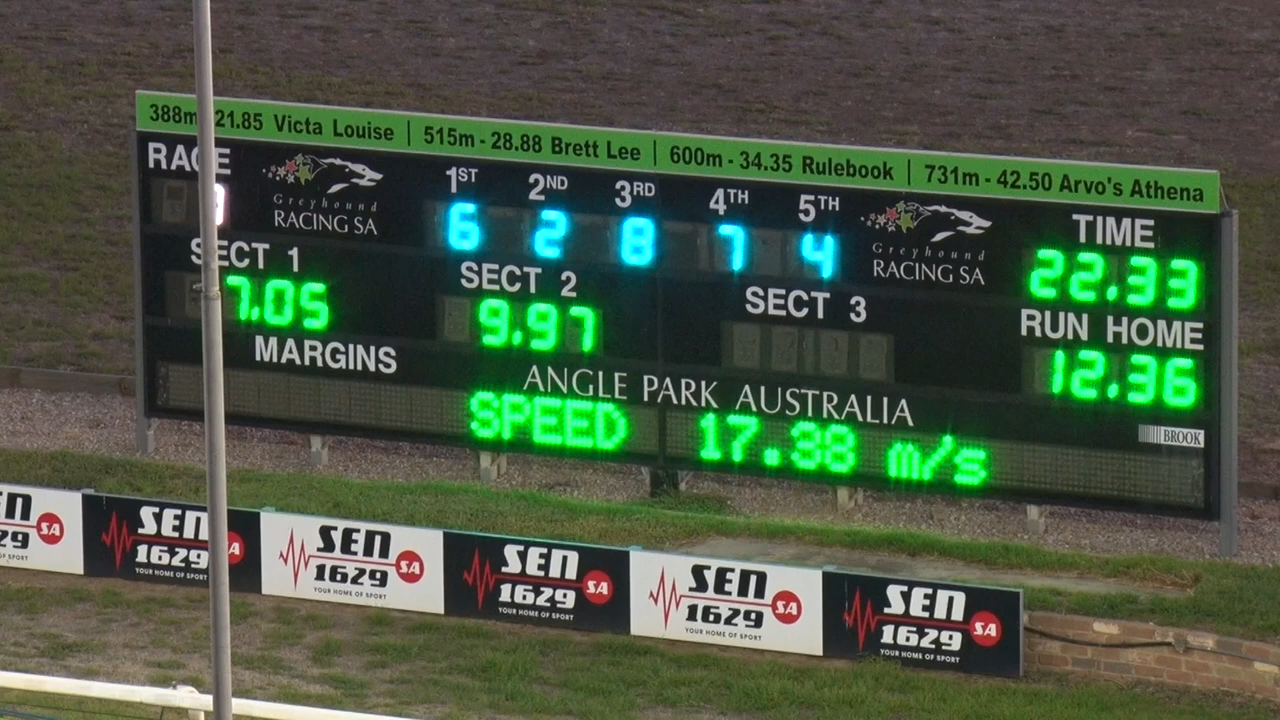 388m 21.85 Victa Louise | 515m - 28.88 Brett Lee | 600m - 34.35 Rulebook | 731m - 42.50 Arvo's Athena
RACE
Greyhound
RACING SA
1ST 2ND 3RD 4TH 5TH
6 2 8 7 4
Greyhound
RACING SA
TIME
22.33
SECT 1
7.05
SECT 2
9.97
SECT 3
RUN HOME
12.36
MARGINS
ANGLE PARK AUSTRALIA
SPEED 17.38 m/s
BROOK
SEN
1629
SA
YOUR HOME OF SPORT
SEN
1629
SA
YOUR HOME OF SPORT
SEN
1629
SA
YOUR HOME OF SPORT
SEN
1629
SA
YOUR HOME OF SPORT
SEN
1629
SA
YOUR HOME OF SPORT
SA